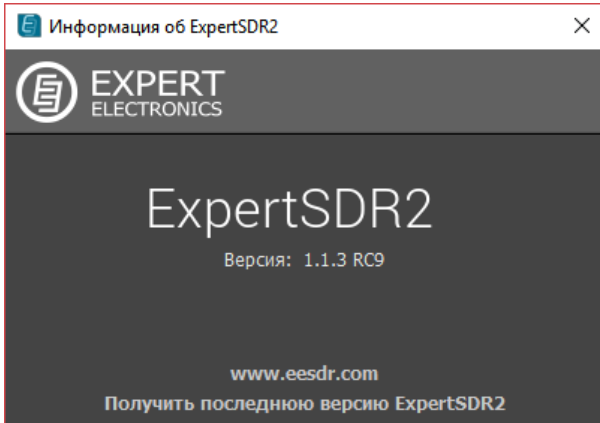 Информация об ExpertSDR2
EXPERT
ELECTRONICS
ExpertSDR2
Версия: 1.1.3 RC9
www.eesdr.com
Получить последнюю версию ExpertSDR2